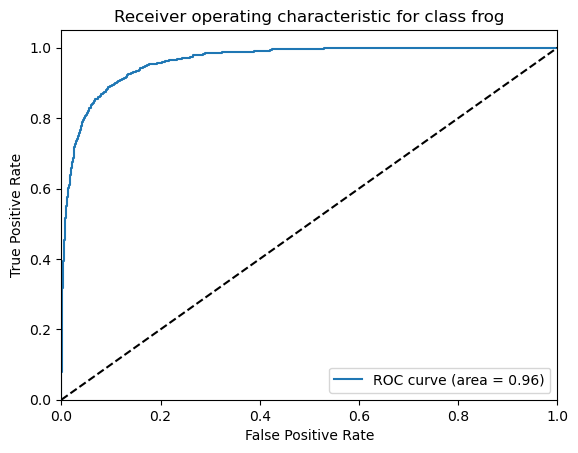 Receiver operating characteristic for class frog
1.0
0.8
0.6
0.4
0.2
0.0
True Positive Rate
ROC curve (area = 0.96)
0.0 0.2 0.4 0.6 0.8 1.0
False Positive Rate